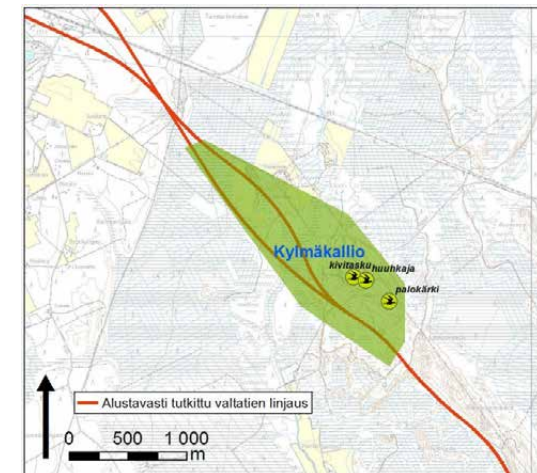 Kylmäkallio
kivitasku
huuhkaja
palokärki
Alustavasti tutkittu valtatien linjaus
0 500 1 000
m